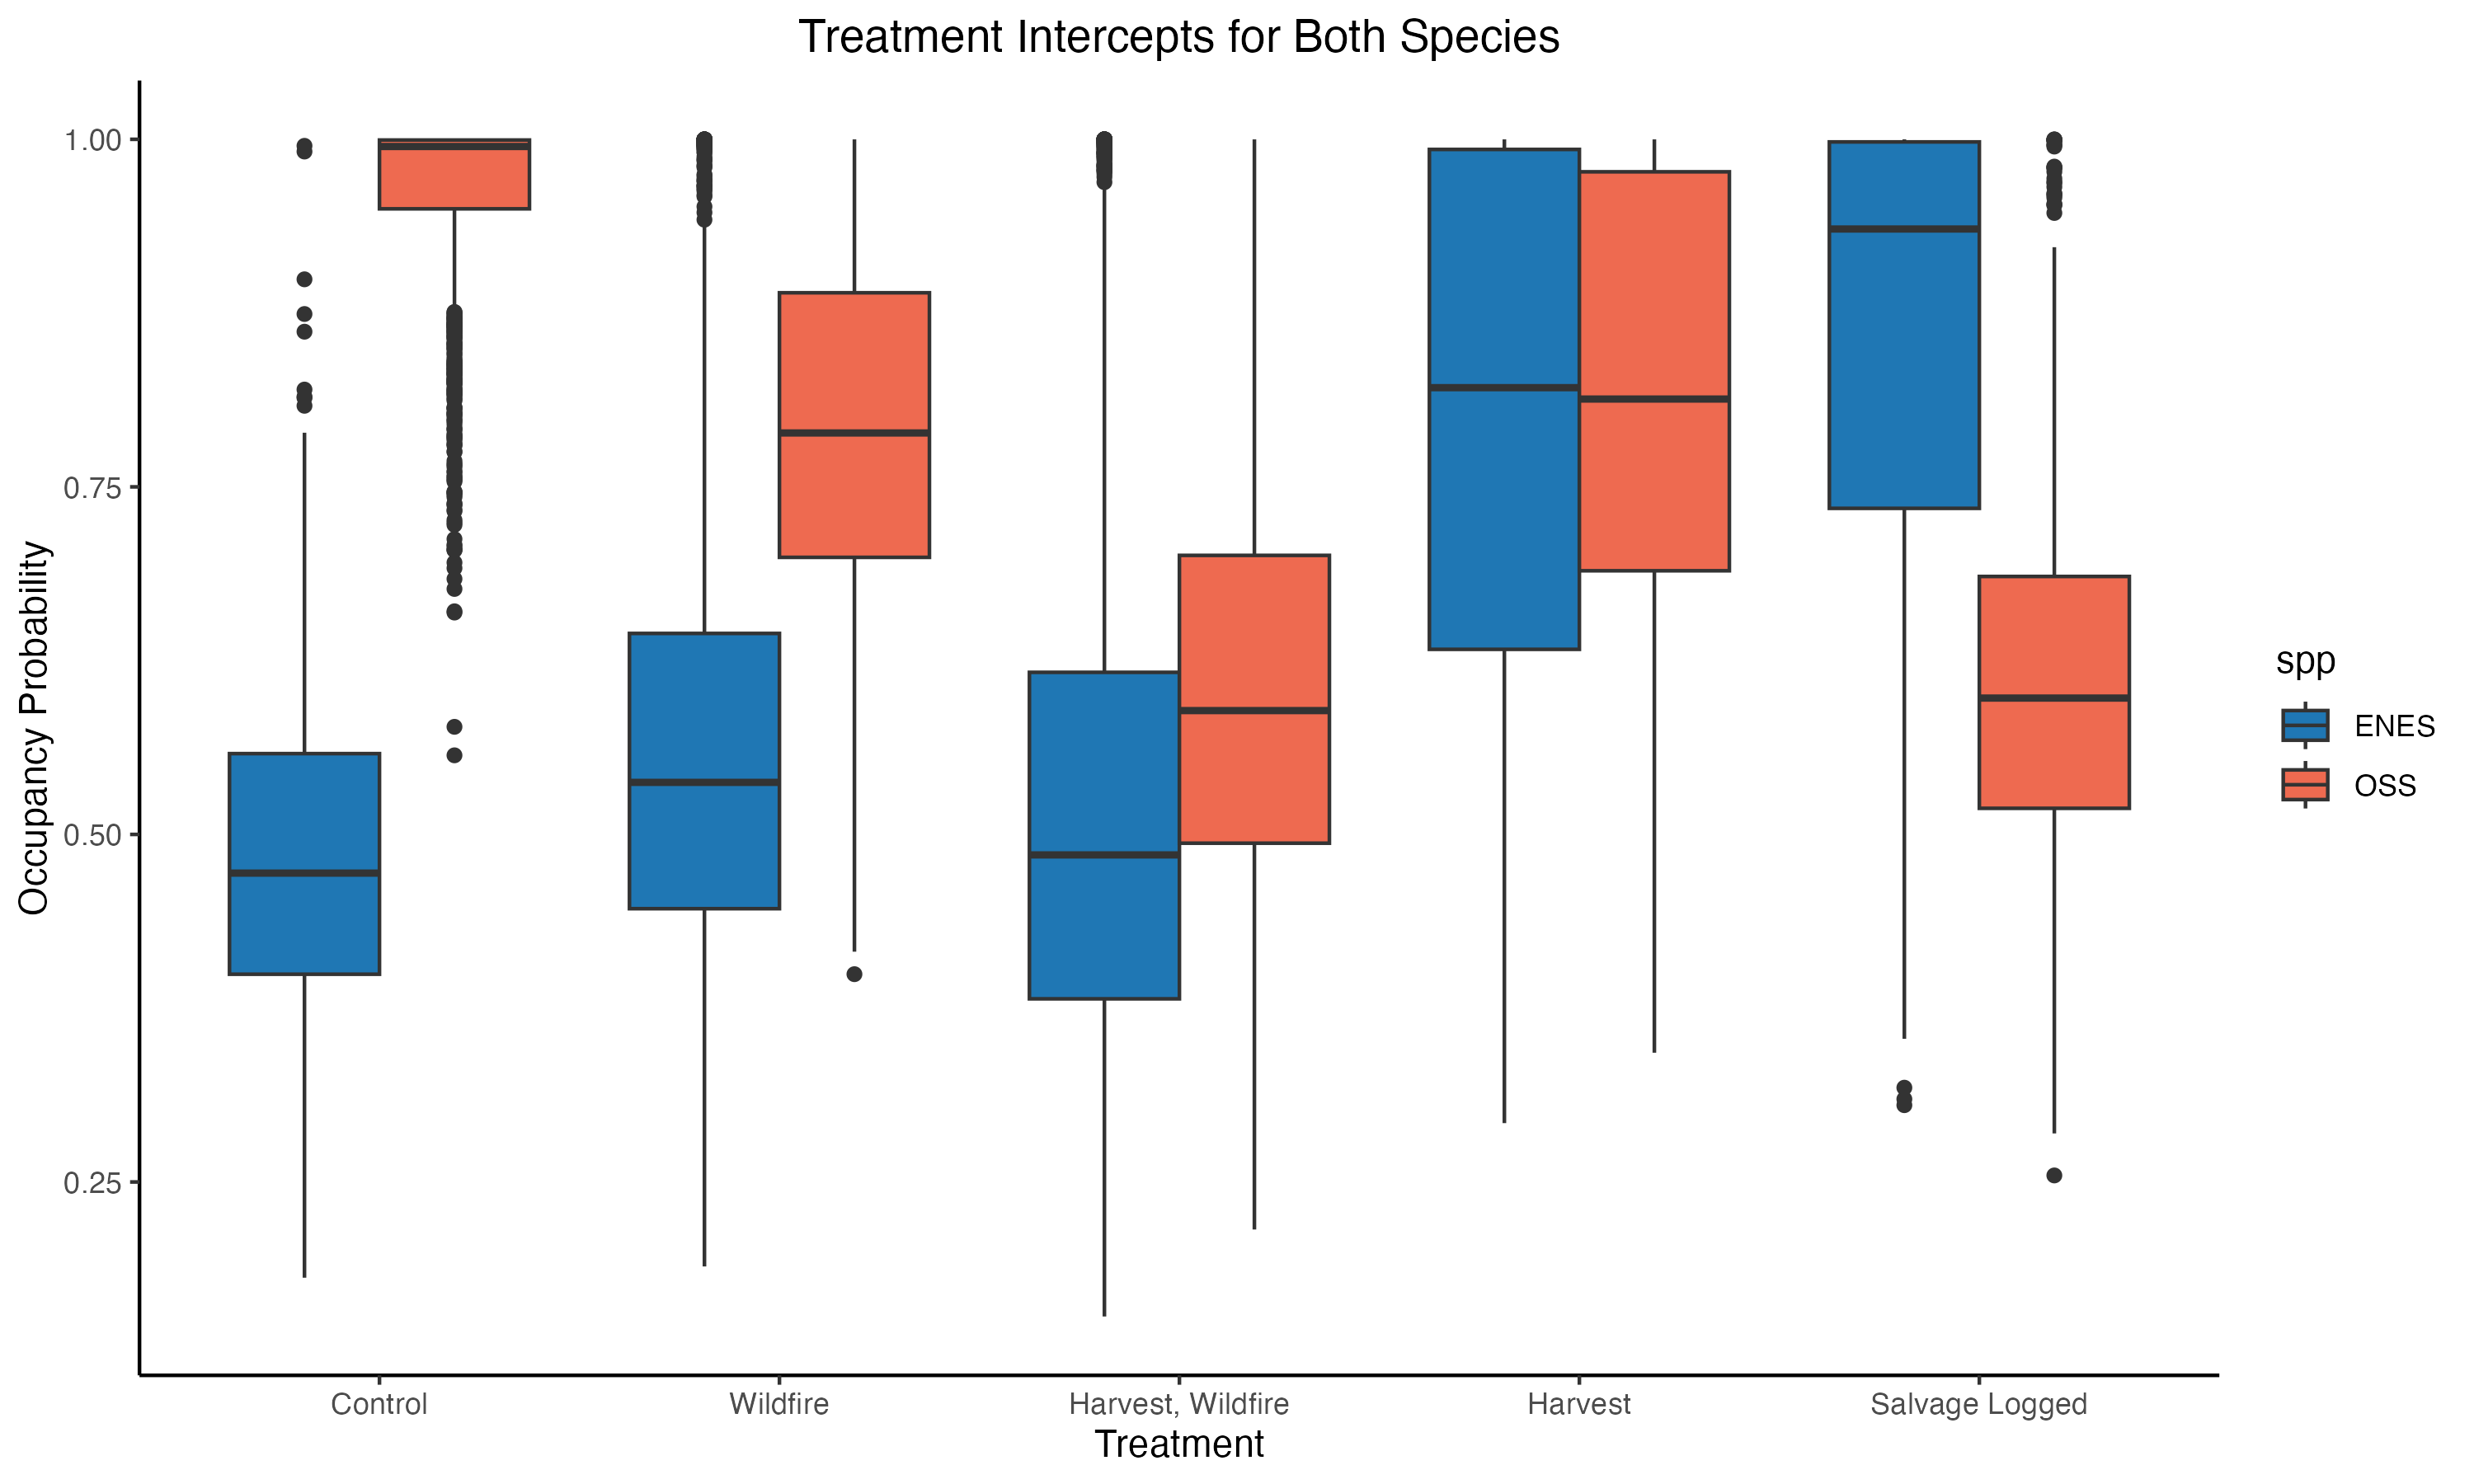 Treatment Intercepts for Both Species
1.00
0.75
0.50
0.25
Occupancy Probability
Control
Wildfire
Harvest, Wildfire
Harvest
Salvage Logged
Treatment
spp
ENES
OSS